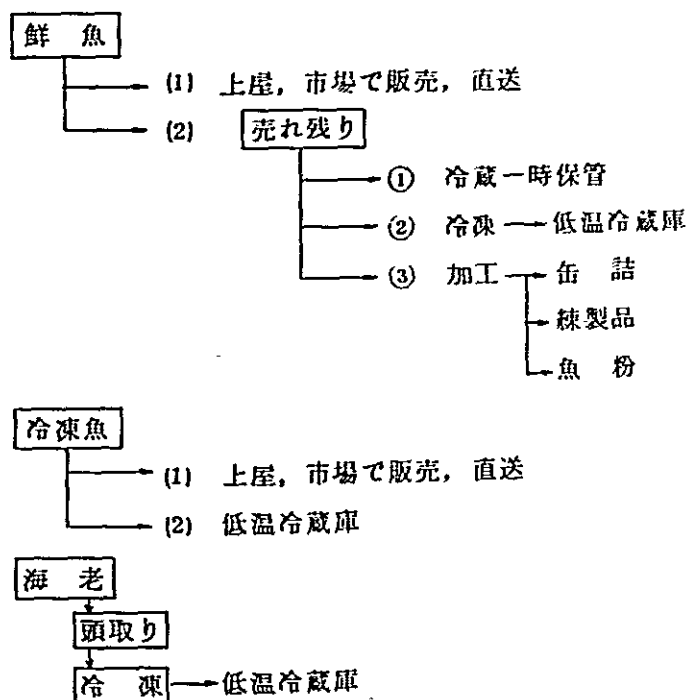 鮮 魚
(1) 上屋，市場で販売，直送
(2) 売れ残り
① 冷蔵一時保管
② 冷凍 低温冷蔵庫
③ 加工 缶 詰
練製品
魚 粉
冷凍魚
(1) 上屋，市場で販売，直送
(2) 低温冷蔵庫
海 老
頭取り
冷 凍 低温冷蔵庫